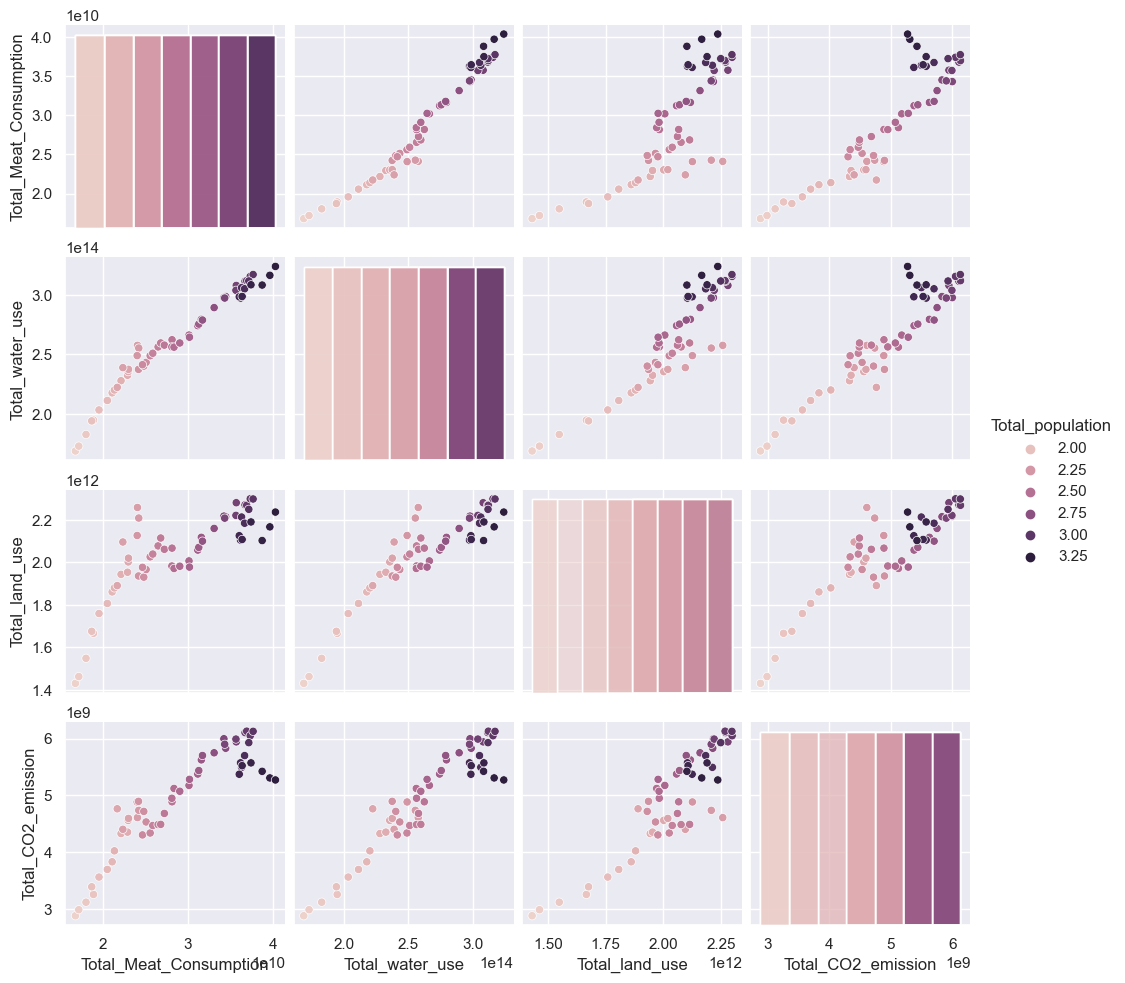 1e10
Total_Meat_Consumption
4.0
3.5
3.0
2.5
2.0
1e14
Total_water_use
3.0
2.5
2.0
1e12
Total_land_use
2.2
2.0
1.8
1.6
1.4
1e9
Total_CO2_emission
6
5
4
3
2 3 4
Total_Meat_Consumption 1e10
2.0 2.5 3.0
Total_water_use 1e14
1.50 1.75 2.00 2.25
Total_land_use 1e12
3 4 5 6
Total_CO2_emission 1e9
Total_population
2.00
2.25
2.50
2.75
3.00
3.25